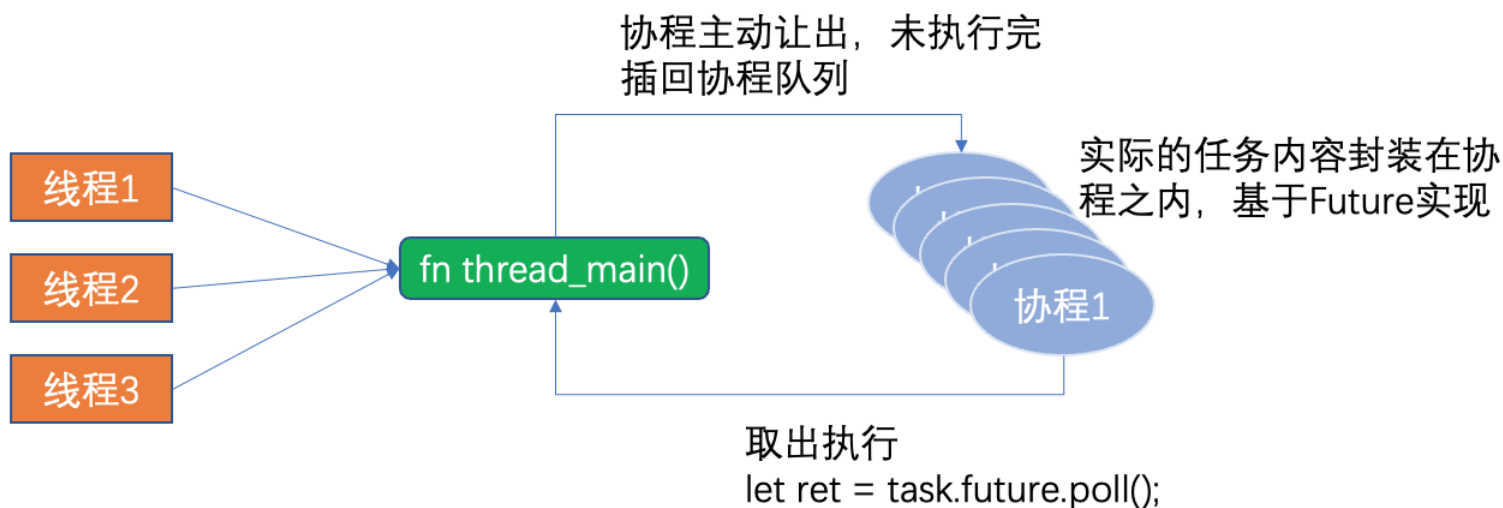 协程主动让出，未执行完
插回协程队列
实际的任务内容封装在协
程之内，基于Future实现
线程1
线程2
线程3
fn thread_main()
协程1
取出执行
let ret = task.future.poll();